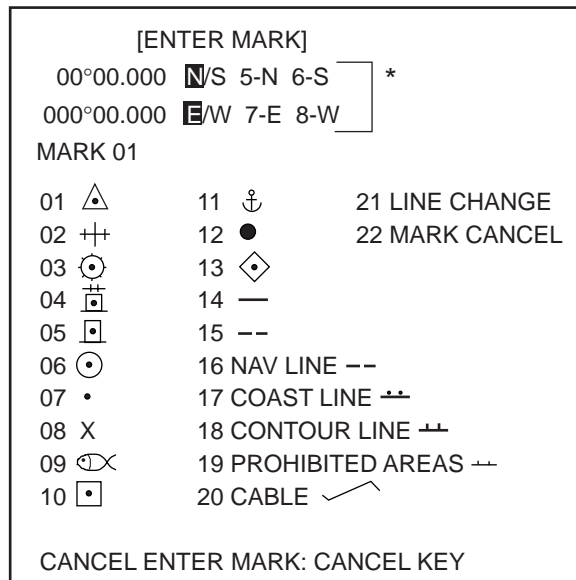 [ENTER MARK]
00°00.000 N/S 5-N 6-S *
000°00.000 E/W 7-E 8-W
MARK 01
01 11 21 LINE CHANGE
02 12 22 MARK CANCEL
03 13
04 14
05 15
06 16 NAV LINE
07 17 COAST LINE
08 X 18 CONTOUR LINE
09 19 PROHIBITED AREAS
10 20 CABLE
CANCEL ENTER MARK: CANCEL KEY